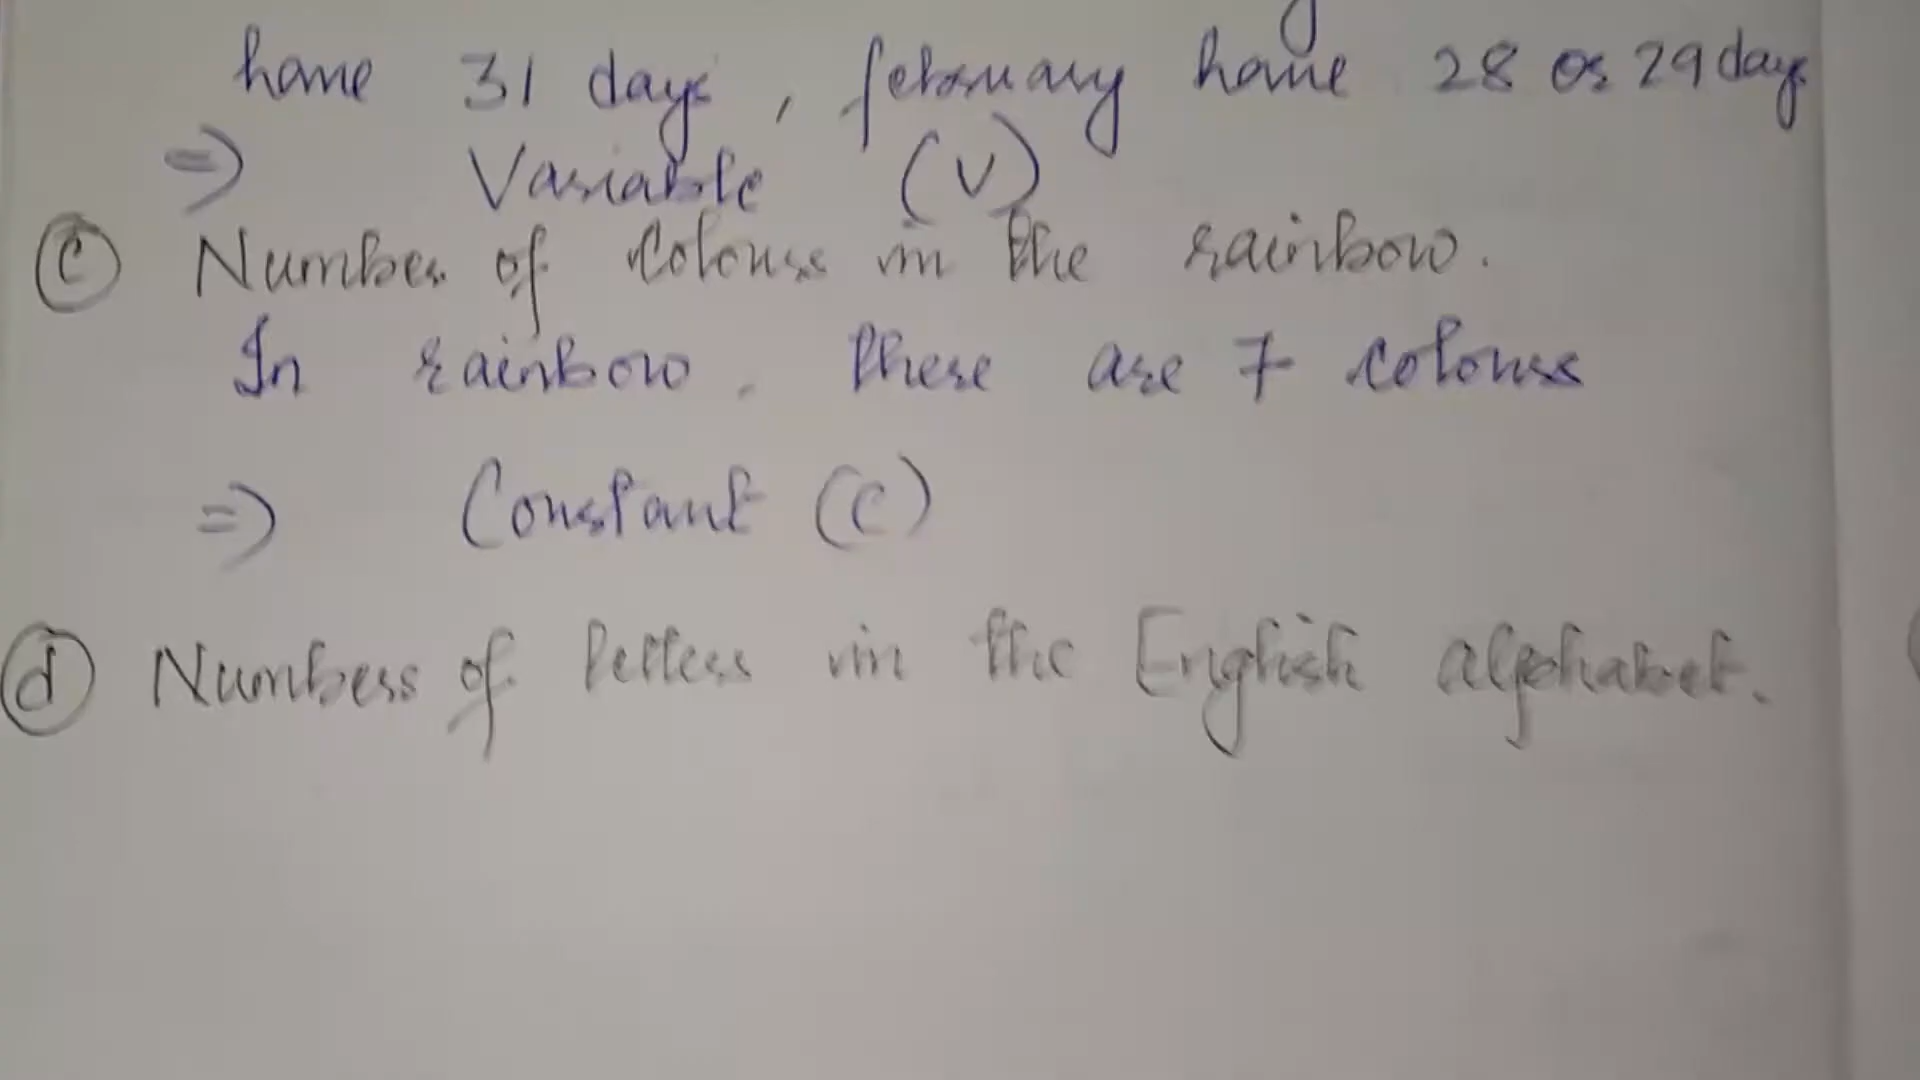 have 31 days, february have 28 or 29 days
⇒ Variable (V)
(c) Number of Colours in the rainbow.
In rainbow. there are 7 colours
⇒ Constant (C)
(d) Numbers of letters in the English alphabet.